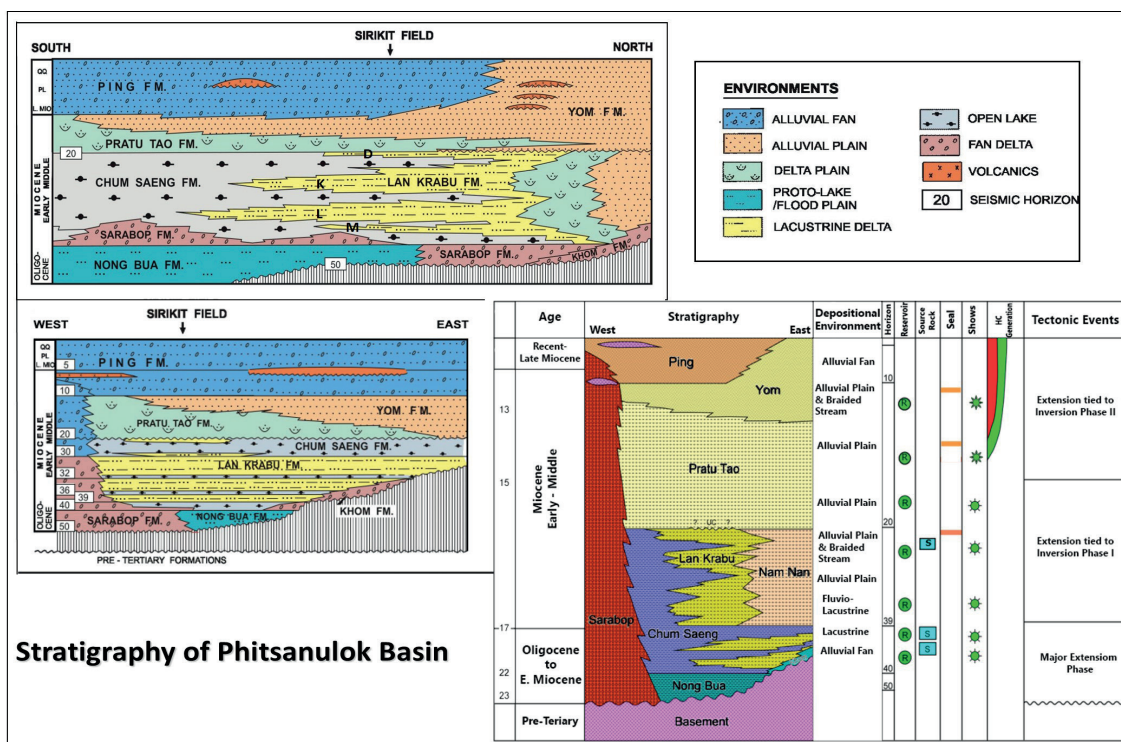 SIRIKIT FIELD
SOUTH
NORTH
QQ
PL
L. MIO
MIOCENE
EARLY MIDDLE
OLIGO-
CENE
PING FM.
YOM FM.
PRATU TAO FM.
20
D
CHUM SAENG FM.
K
LAN KRABU FM.
L
M
SARABOP FM.
NONG BUA FM.
50
SARABOP FM.
KHOM FM.
ENVIRONMENTS
ALLUVIAL FAN
ALLUVIAL PLAIN
DELTA PLAIN
PROTO-LAKE
/FLOOD PLAIN
LACUSTRINE DELTA
OPEN LAKE
FAN DELTA
VOLCANICS
20 SEISMIC HORIZON
SIRIKIT FIELD
WEST
EAST
QQ
PL
L. MIO
MIOCENE
EARLY MIDDLE
OLIGO-
CENE
PING FM.
5
10
YOM FM.
PRATU TAO FM.
20
CHUM SAENG FM.
30
LAN KRABU FM.
32
36
39
40
KHOM FM.
SARABOP FM.
NONG BUA FM.
50
PRE - TERTIARY FORMATIONS
Stratigraphy of Phitsanulok Basin
Age
Stratigraphy
West
East
Depositional
Environment
Horizon
Reservoir
Source
Rock
Seal
Shows
HC
Generation
Tectonic Events
Recent-
Late Miocene
13
Miocene
Early - Middle
15
17
Oligocene
to
E. Miocene
22
23
Pre-Teriary
Ping
Yom
Pratu Tao
? UC ?
Lan Krabu
Nam Nan
Sarabop
Chum Saeng
Nong Bua
Basement
Alluvial Fan
Alluvial Plain
& Braided
Stream
Alluvial Plain
Alluvial Plain
Alluvial Plain
& Braided
Stream
Alluvial Plain
Fluvio-
Lacustrine
Lacustrine
Alluvial Fan
10
20
39
40
50
R
R
R
R
R
R
R
S
S
S
Extension tied to
Inversion Phase II
Extension tied to
Inversion Phase I
Major Extensiom
Phase